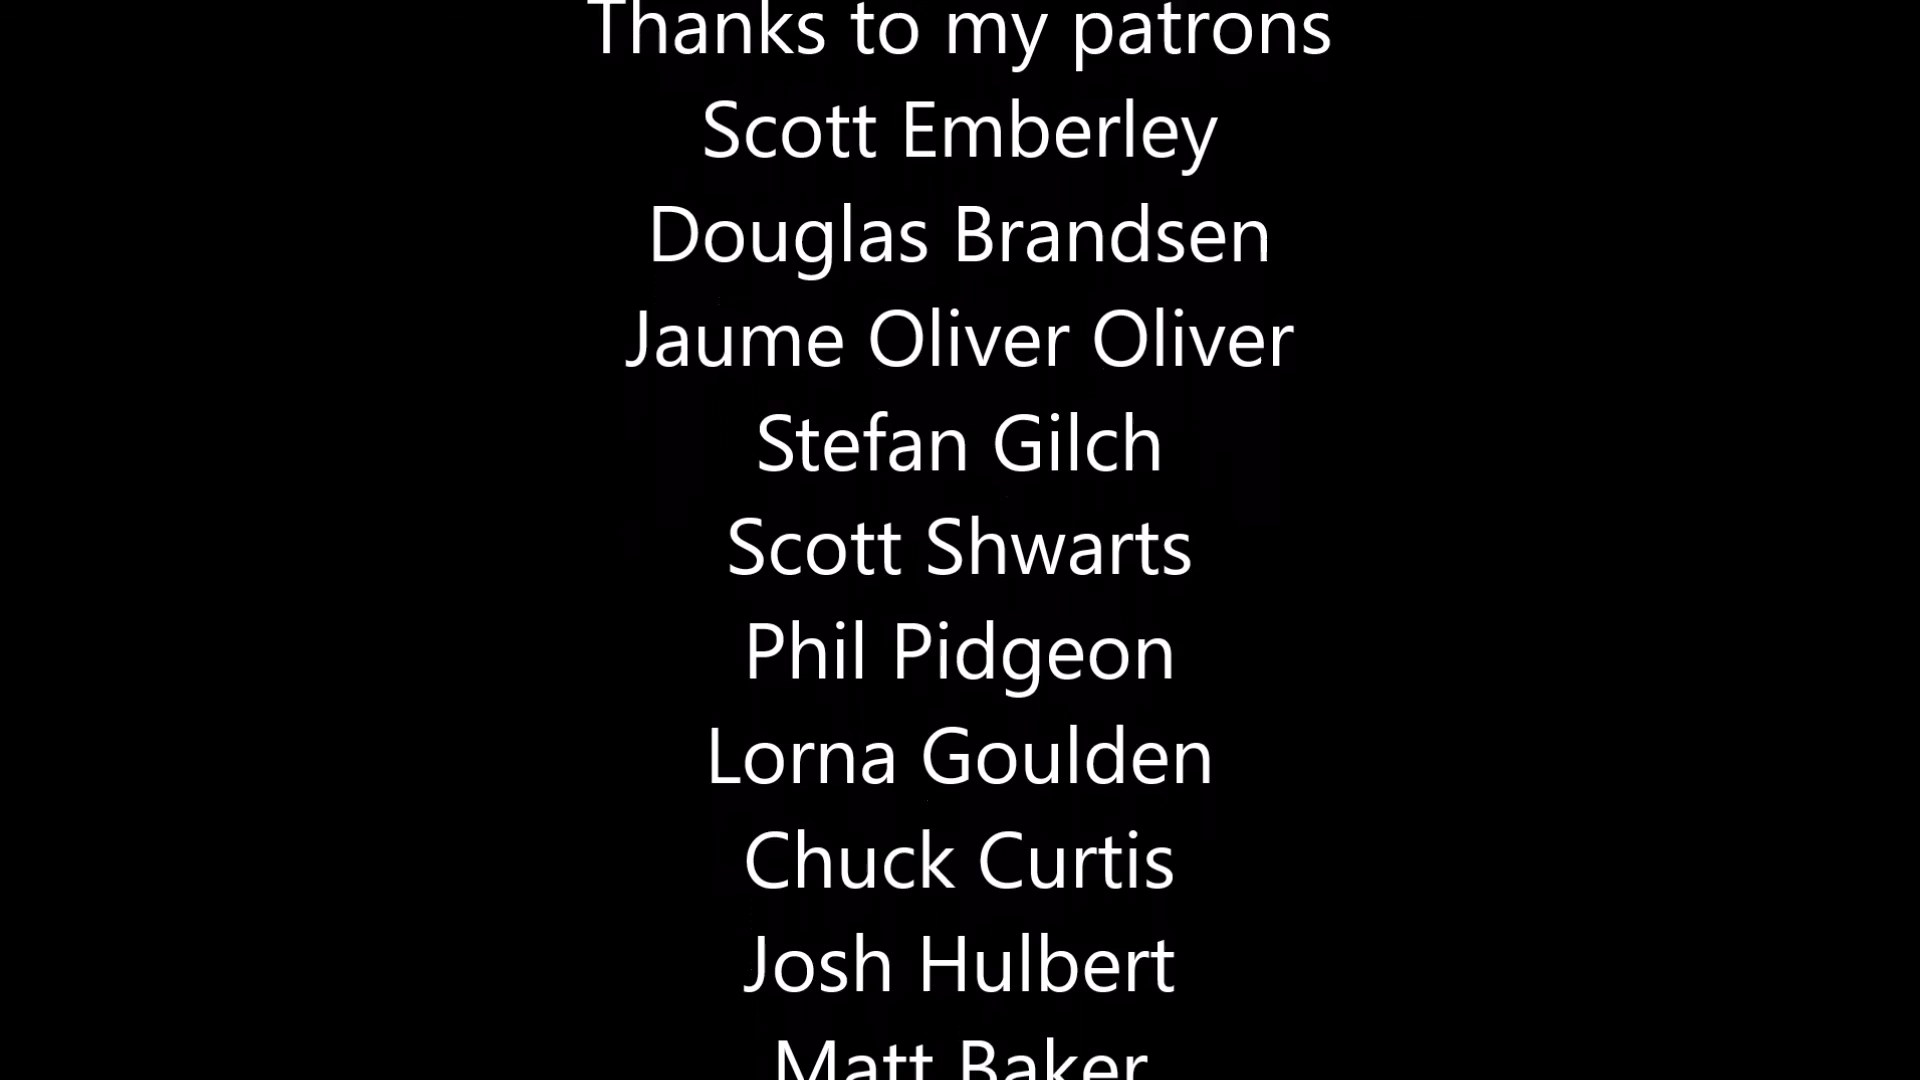 Thanks to my patrons
Scott Emberley
Douglas Brandsen
Jaume Oliver Oliver
Stefan Gilch
Scott Shwarts
Phil Pidgeon
Lorna Goulden
Chuck Curtis
Josh Hulbert
Matt Baker